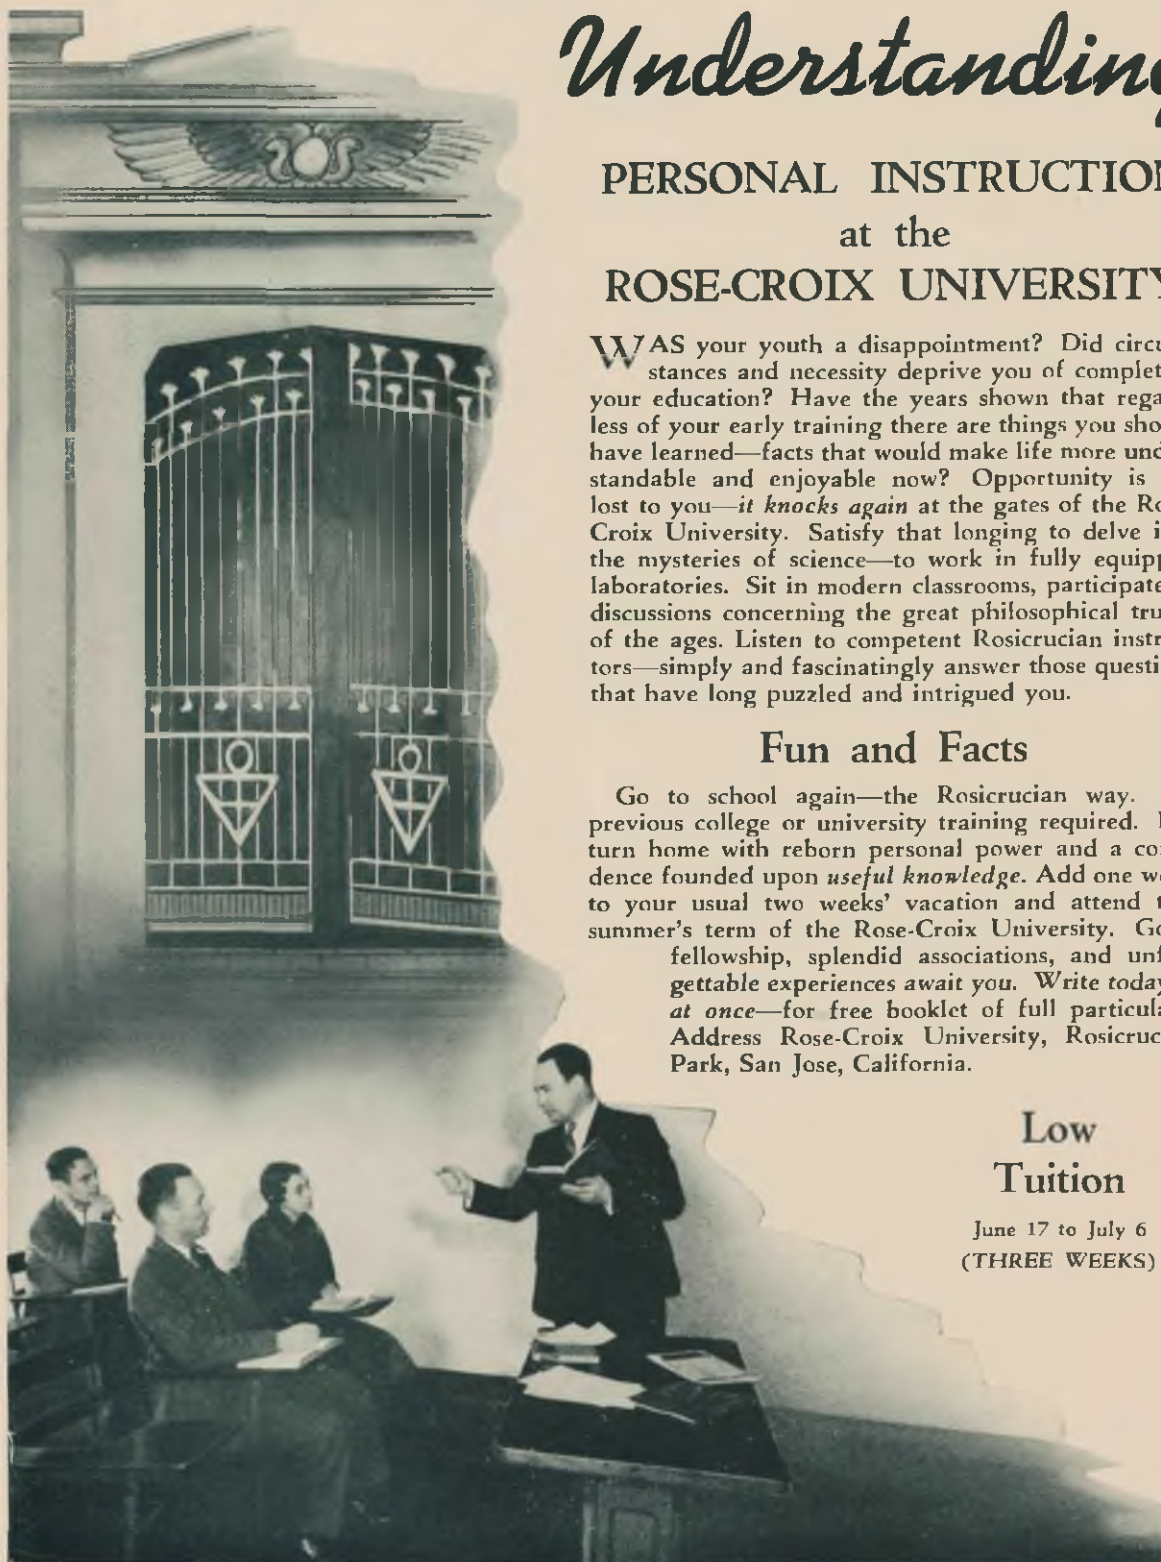 Understanding
PERSONAL INSTRUCTION
at the
ROSE-CROIX UNIVERSITY
WAS your youth a disappointment? Did circu
stances and necessity deprive you of complet
your education? Have the years shown that rega
less of your early training there are things you sho
have learned—facts that would make life more und
standable and enjoyable now? Opportunity is
lost to you—it knocks again at the gates of the Ro
Croix University. Satisfy that longing to delve i
the mysteries of science—to work in fully equipp
laboratories. Sit in modern classrooms, participate
discussions concerning the great philosophical tru
of the ages. Listen to competent Rosicrucian instr
tors—simply and fascinatingly answer those questi
that have long puzzled and intrigued you.
Fun and Facts
Go to school again—the Rosicrucian way.
previous college or university training required.
turn home with reborn personal power and a co
dence founded upon useful knowledge. Add one we
to your usual two weeks' vacation and attend t
summer's term of the Rose-Croix University. Go
fellowship, splendid associations, and unf
gettable experiences await you. Write today
at once—for free booklet of full particula
Address Rose-Croix University, Rosicruc
Park, San Jose, California.
Low
Tuition
June 17 to July 6
(THREE WEEKS)